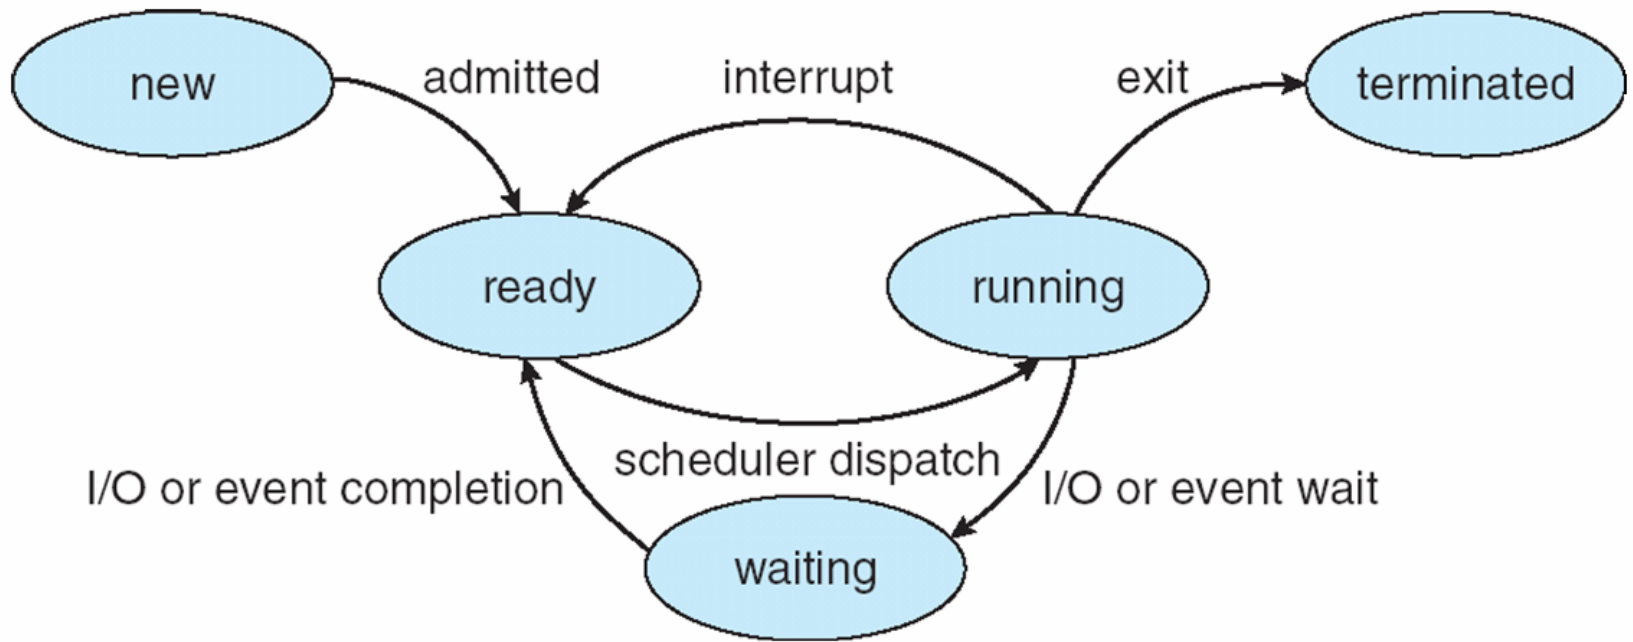 new
admitted
interrupt
exit
terminated
ready
running
scheduler dispatch
I/O or event completion
I/O or event wait
waiting